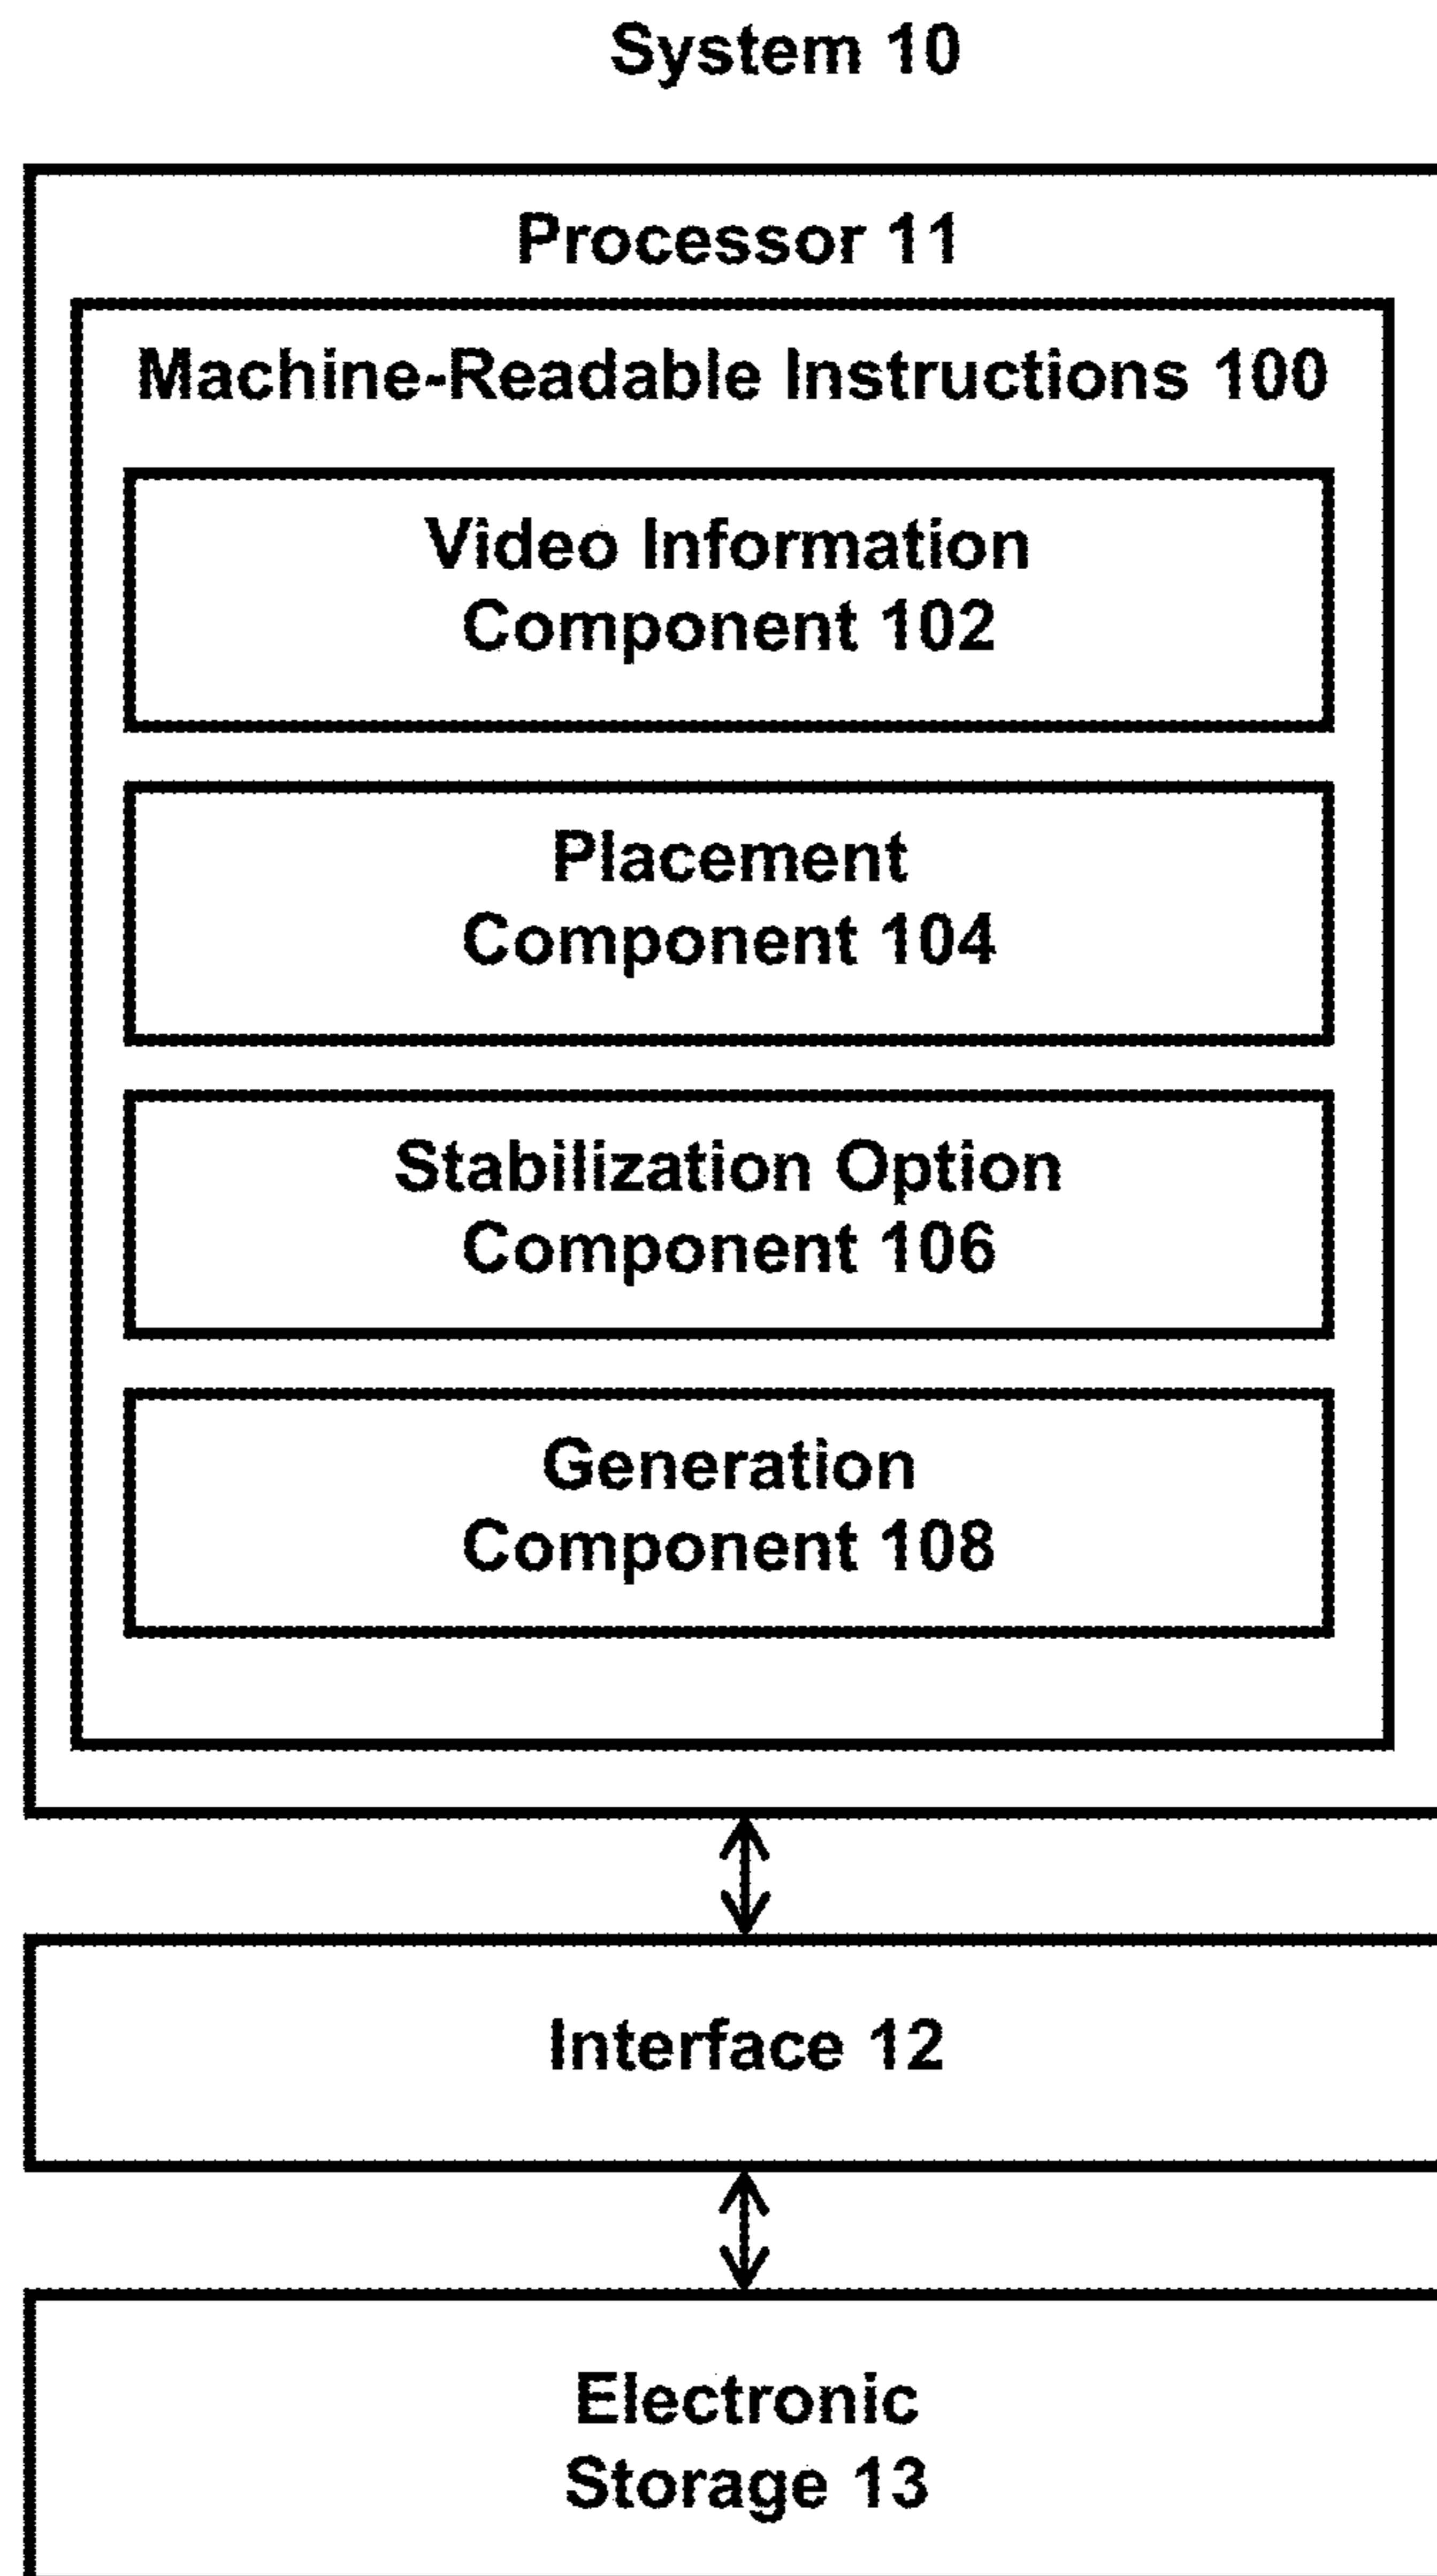 System 10
Processor 11
Machine-Readable Instructions 100
Video Information
Component 102
Placement
Component 104
Stabilization Option
Component 106
Generation
Component 108
Interface 12
Electronic
Storage 13